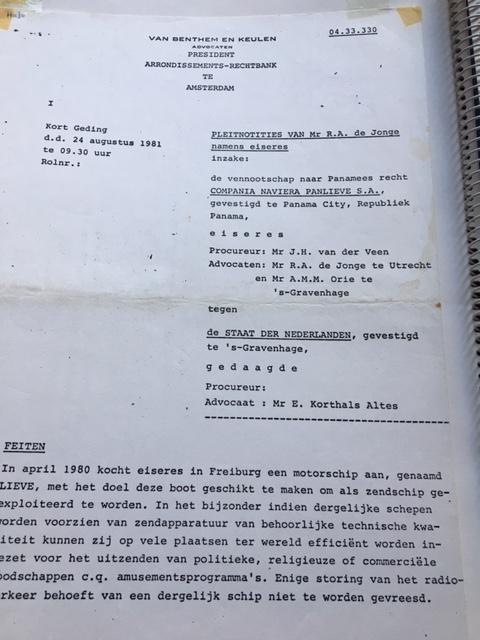 04.33.330
VAN BENTHEM EN KEULEN
ADVOCATEN
PRESIDENT
ARRONDISSEMENTS-RECHTBANK
TE
AMSTERDAM
I
Kort Geding
d.d. 24 augustus 1981
te 09.30 uur
Rolnr.:
PLEITNOTITIES VAN Mr R.A. de Jonge
namens eiseres
inzake:
de vennootschap naar Panamees recht
COMPANIA NAVIERA PANLIEVE S.A.,
gevestigd te Panama City, Republiek
Panama,
e i s e r e s
Procureur: Mr J.H. van der Veen
Advocaten: Mr R.A. de Jonge te Utrecht
en Mr A.M.M. Orie te
's-Gravenhage
tegen
de STAAT DER NEDERLANDEN, gevestigd
te 's-Gravenhage,
g e d a a g d e
Procureur:
Advocaat : Mr E. Korthals Altes
FEITEN
In april 1980 kocht eiseres in Freiburg een motorschip aan, genaamd
LIEVE, met het doel deze boot geschikt te maken om als zendschip ge-
exploiteerd te worden. In het bijzonder indien dergelijke schepen
orden voorzien van zendapparatuur van behoorlijke technische kwa-
iteit kunnen zij op vele plaatsen ter wereld efficiënt worden in-
ezet voor het uitzenden van politieke, religieuze of commerciële
oodschappen c.q. amusementsprogramma's. Enige storing van het radio-
rkeer behoeft van een dergelijk schip niet te worden gevreesd.